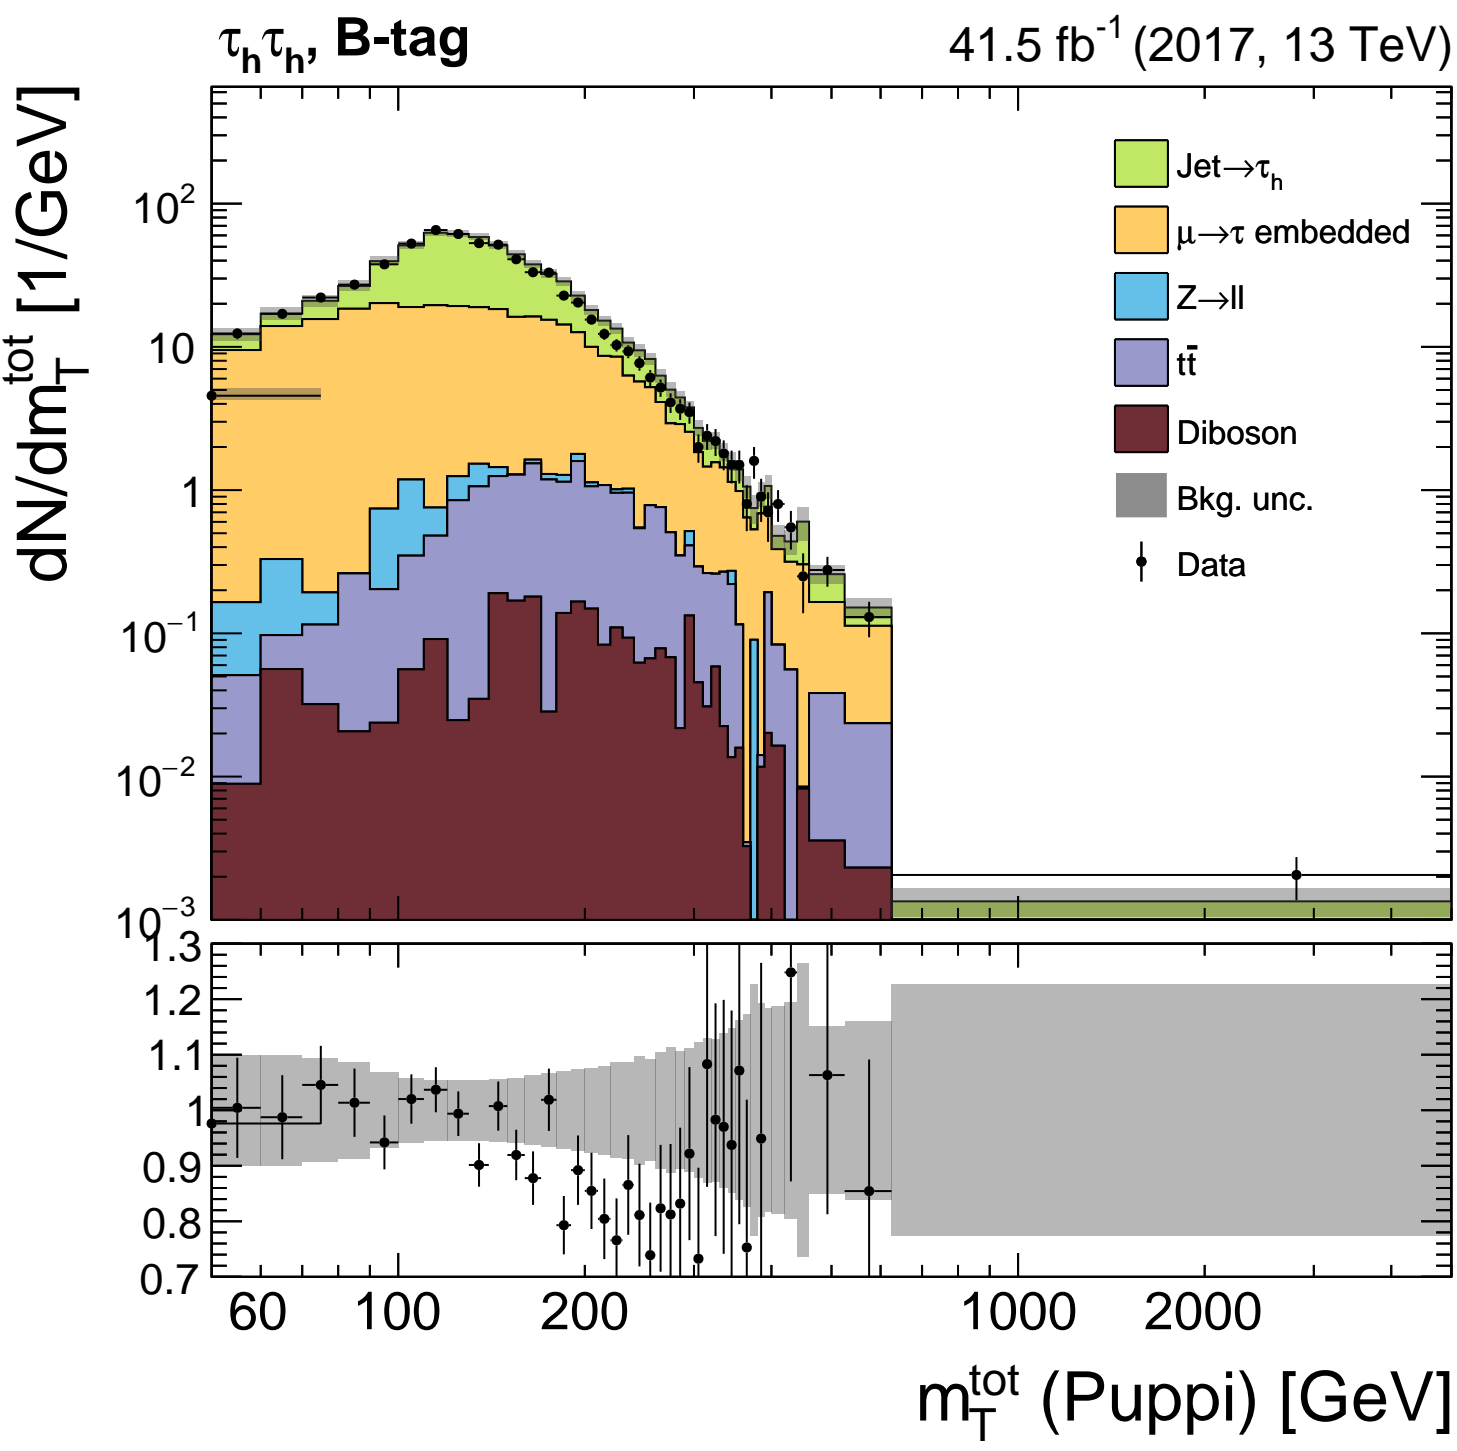 τhτh, B-tag
41.5 fb-1 (2017, 13 TeV)
dN/dmTtot [1/GeV]
10²
10
1
10−1
10−2
10−3
Jet→τh
μ→τ embedded
Z→ll
tt̄
Diboson
Bkg. unc.
Data
1.3
1.2
1.1
1
0.9
0.8
0.7
60 100 200 1000 2000
mTtot (Puppi) [GeV]